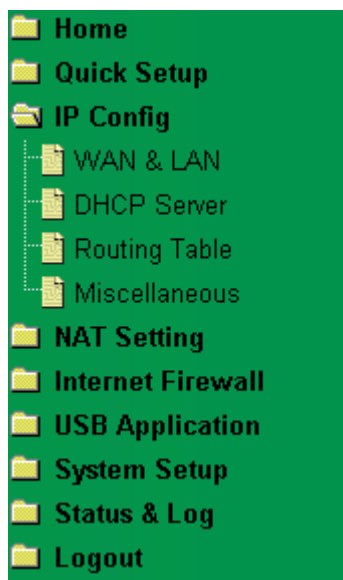 Home
Quick Setup
IP Config
WAN & LAN
DHCP Server
Routing Table
Miscellaneous
NAT Setting
Internet Firewall
USB Application
System Setup
Status & Log
Logout